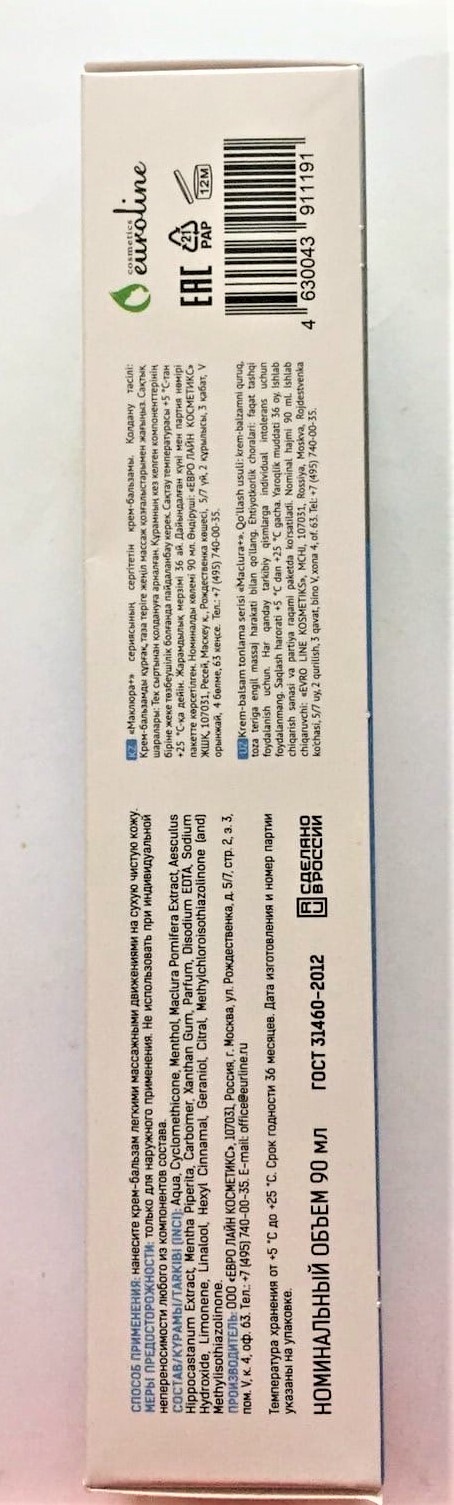 СПОСОБ ПРИМЕНЕНИЯ: нанесите крем-бальзам легкими массажными движениями на сухую чистую кожу.
МЕРЫ ПРЕДОСТОРОЖНОСТИ: только для наружного применения. Не использовать при индивидуальной
непереносимости любого из компонентов состава.
СОСТАВ/ҚҰРАМЫ/TARKIBI (INCI): Aqua, Cyclomethicone, Menthol, Maclura Pomifera Extract, Aesculus
Hippocastanum Extract, Mentha Piperita, Carbomer, Xanthan Gum, Parfum, Disodium EDTA, Sodium
Hydroxide, Limonene, Linalool, Hexyl Cinnamal, Geraniol, Citral, Methylchloroisothiazolinone (and)
Methylisothiazolinone.
ПРОИЗВОДИТЕЛЬ: ООО «ЕВРО ЛАЙН КОСМЕТИКС», 107031, Россия, г. Москва, ул. Рождественка, д. 5/7, стр. 2, э. 3,
пом. V, к. 4, оф. 63. Тел.: +7 (495) 740-00-35. E-mail: office@eurline.ru
Температура хранения от +5 °C до +25 °C. Срок годности 36 месяцев. Дата изготовления и номер партии
указаны на упаковке.
НОМИНАЛЬНЫЙ ОБЪЕМ 90 МЛ ГОСТ 31460-2012
СДЕЛАНО
В РОССИИ
KZ «Маклюра+» сериясының сергітетін крем-бальзамы. Қолдану тәсілі:
Крем-бальзамды құрғақ, таза теріге жеңіл массаж қозғалыстарымен жағыңыз. Сақтық
шаралары: Тек сыртынан қолдануға арналған. Құрамның кез келген компоненттерінің
біріне жеке төзбеушілік болғанда пайдаланбау керек. Сақтау температурасы +5 °C-тан
+25 °C-қа дейін. Жарамдылық мерзімі 36 ай. Дайындалған күні мен партия нөмірі
пакетте көрсетілген. Номиналды көлемі 90 мл. Өндіруші: «ЕВРО ЛАЙН КОСМЕТИКС»
ЖШҚ, 107031, Ресей, Мәскеу қ., Рождественка көшесі, 5/7 үй, 2 құрылысы, 3 қабат, V
орынжай, 4 бөлме, 63 кеңсе. Тел.: +7 (495) 740-00-35.
UZ Krem-balsam tonlama serisi «Maclura+». Qo'llash usuli: krem-balzamni quruq,
toza teriga engil massaj harakati bilan qo'llang. Ehtiyotkorlik choralari: faqat tashqi
foydalanish uchun. Har qanday tarkibiy qismlarga individual intolerans uchun
foydalanmang. Saqlash harorati +5 °C dan +25 °C gacha. Yaroqlik muddati 36 oy. Ishlab
chiqarish sanasi va partiya raqami paketda ko'rsatiladi. Nominal hajmi 90 ml. Ishlab
chiqaruvchi: «EVRO LINE KOSMETIKS», MCHJ, 107031, Rossiya, Moskva, Rojdestvenka
ko'chasi, 5/7 uy, 2 qurilish, 3 qavat, bino V, xona 4, of. 63. Tel: +7 (495) 740-00-35.
cosmetics
euroline
EAC
21
PAP
12M
4 630043 911191